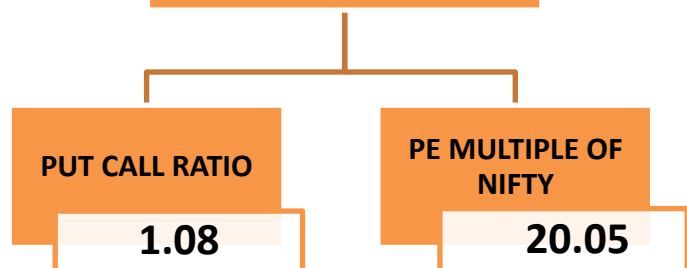 PUT CALL RATIO
1.08
PE MULTIPLE OF
NIFTY
20.05